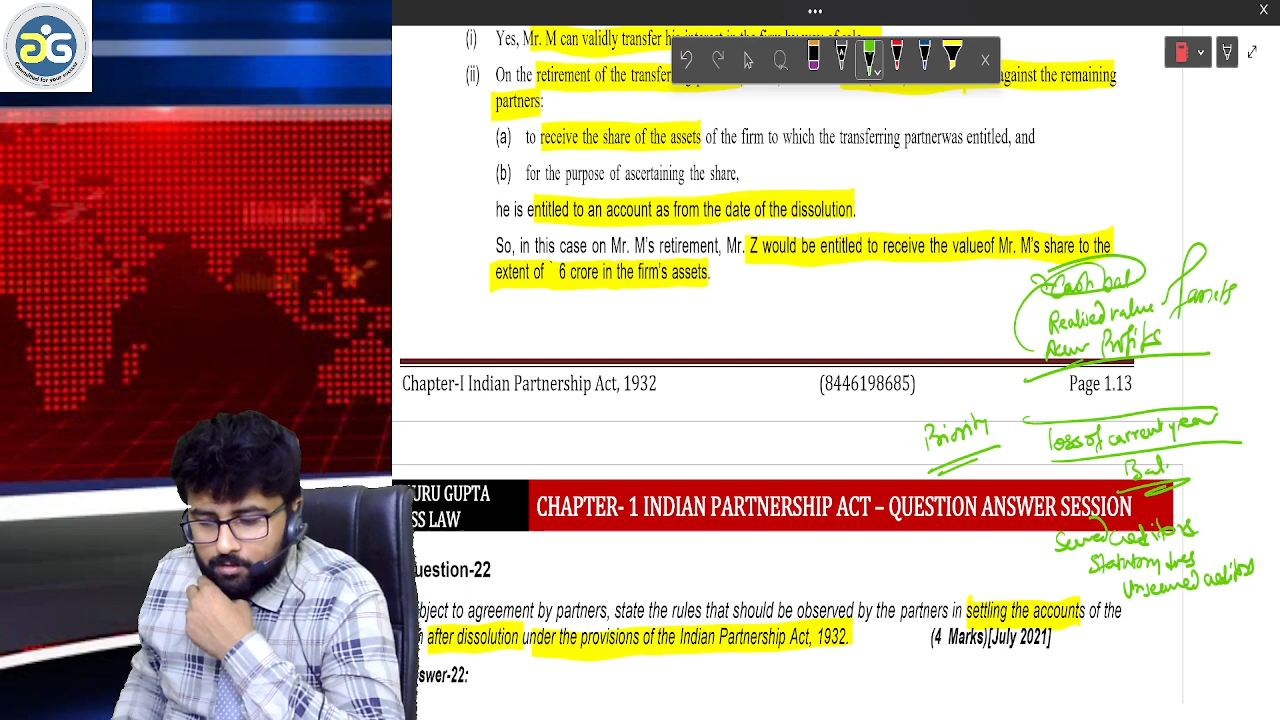 Committed for your success
X
(i) Yes, Mr. M can validly transfer his interest in the firm by way of sale.
(ii) On the retirement of the transfer against the remaining
partners:
(a) to receive the share of the assets of the firm to which the transferring partnerwas entitled, and
(b) for the purpose of ascertaining the share,
he is entitled to an account as from the date of the dissolution.
So, in this case on Mr. M's retirement, Mr. Z would be entitled to receive the valueof Mr. M's share to the
extent of ` 6 crore in the firm's assets.
Cash bal
Realised value of assets
Profits
Chapter-I Indian Partnership Act, 1932 (8446198685) Page 1.13
Priority
loss of current year
Bal.
URU GUPTA
SS LAW
CHAPTER- 1 INDIAN PARTNERSHIP ACT – QUESTION ANSWER SESSION
Secured creditors
Statutory dues
Unsecured creditors
uestion-22
bject to agreement by partners, state the rules that should be observed by the partners in settling the accounts of the
after dissolution under the provisions of the Indian Partnership Act, 1932. (4 Marks)[July 2021]
swer-22: